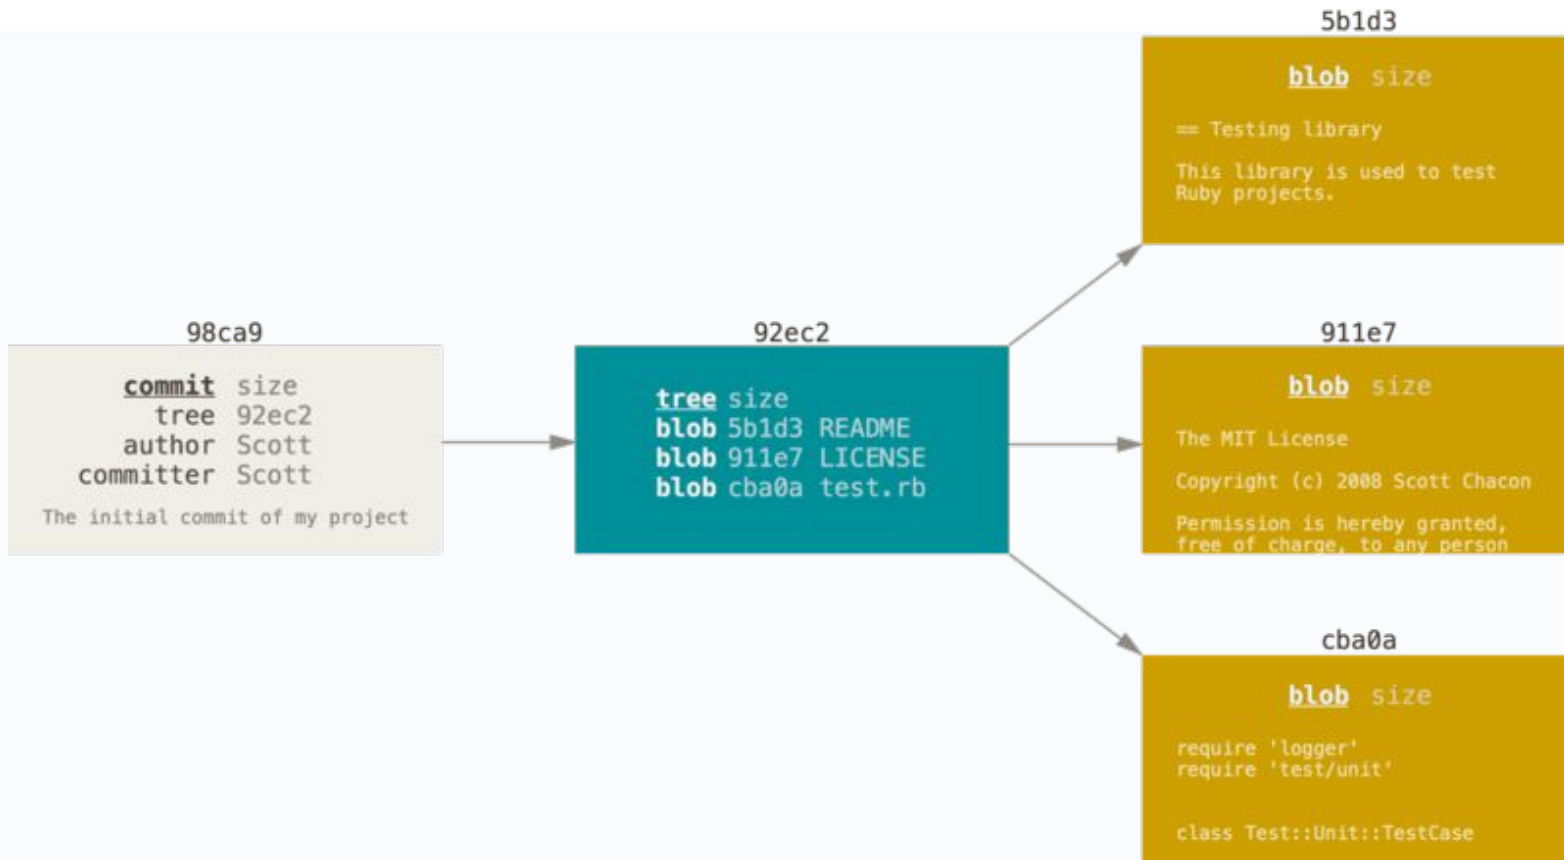 5b1d3
blob size
== Testing library
This library is used to test
Ruby projects.
98ca9
commit size
tree 92ec2
author Scott
committer Scott
The initial commit of my project
92ec2
tree size
blob 5b1d3 README
blob 911e7 LICENSE
blob cba0a test.rb
911e7
blob size
The MIT License
Copyright (c) 2008 Scott Chacon
Permission is hereby granted,
free of charge, to any person
cba0a
blob size
require 'logger'
require 'test/unit'
class Test::Unit::TestCase